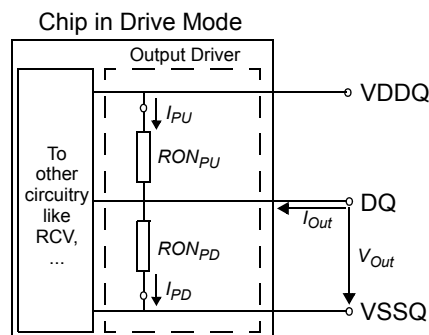 Chip in Drive Mode
Output Driver
VDDQ
I_PU
To
other
circuitry
like
RCV,
...
RON_PU
DQ
I_Out
RON_PD
V_Out
I_PD
VSSQ